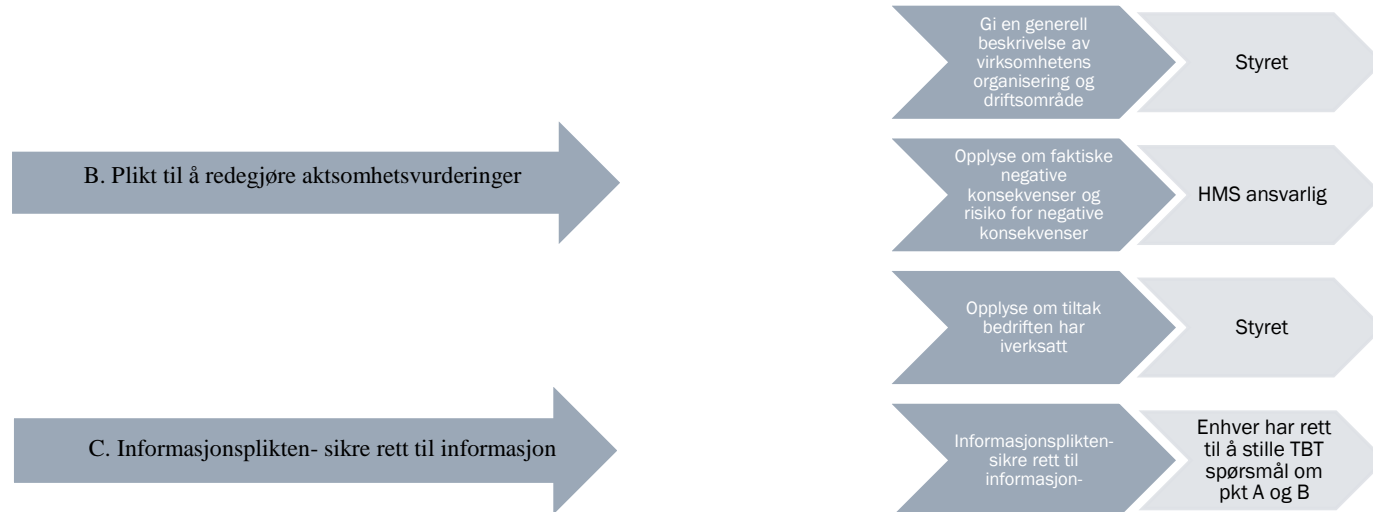 Gi en generell
beskrivelse av
virksomhetens
organisering og
driftsområde
Styret
B. Plikt til å redegjøre aktsomhetsvurderinger
Opplyse om faktiske
negative
konsekvenser og
risiko for negative
konsekvenser
HMS ansvarlig
Opplyse om tiltak
bedriften har
iverksatt
Styret
C. Informasjonsplikten- sikre rett til informasjon
Informasjonsplikten-
sikre rett til
informasjon-
Enhver har rett
til å stille TBT
spørsmål om
pkt A og B